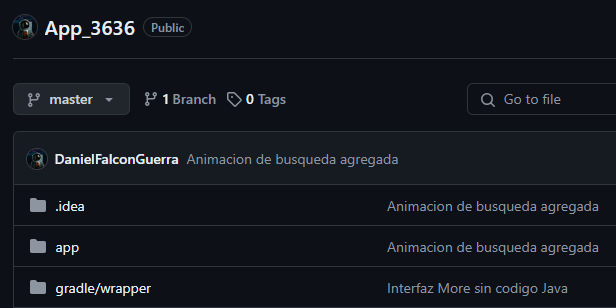 App_3636 Public
master 1 Branch 0 Tags Go to file
DanielFalconGuerra Animacion de busqueda agregada
.idea Animacion de busqueda agregada
app Animacion de busqueda agregada
gradle/wrapper Interfaz More sin codigo Java